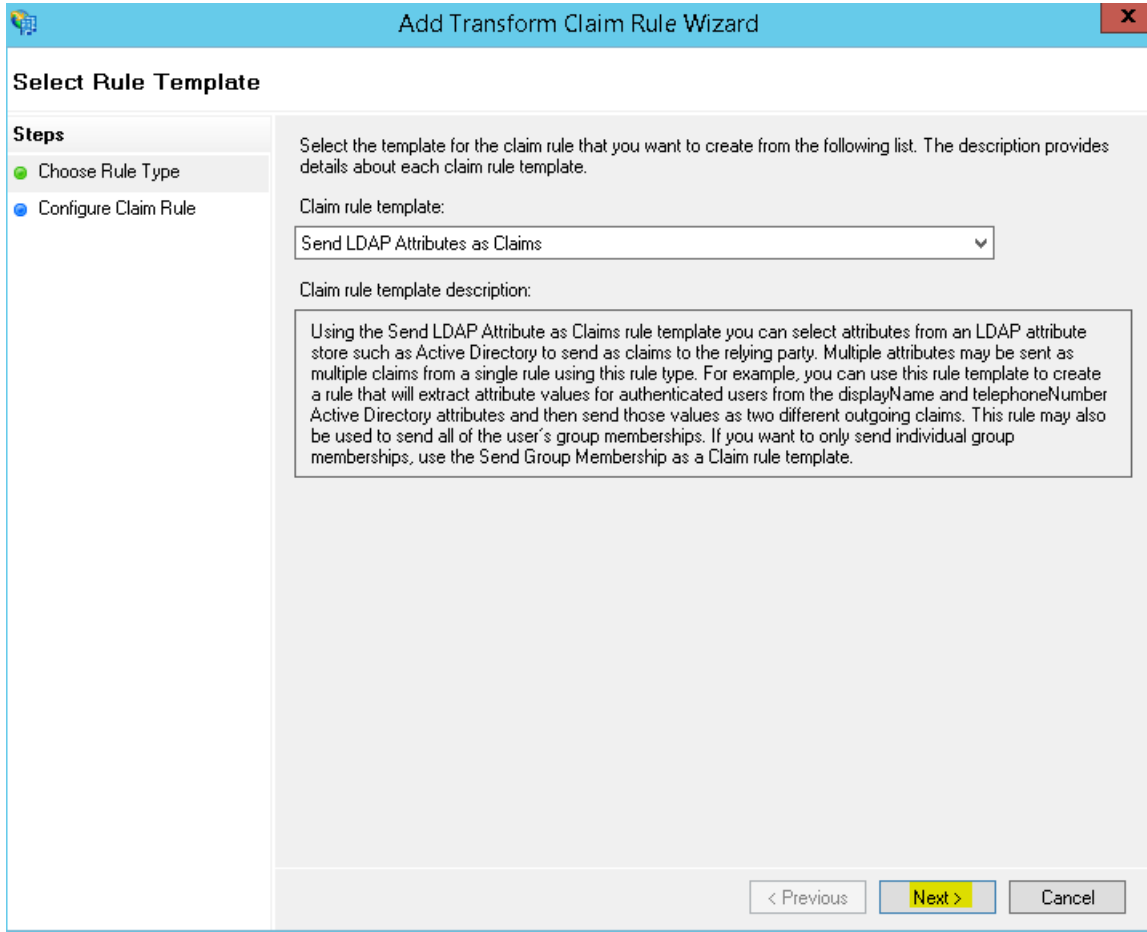 Add Transform Claim Rule Wizard
x
Select Rule Template
Steps
Choose Rule Type
Configure Claim Rule
Select the template for the claim rule that you want to create from the following list. The description provides
details about each claim rule template.
Claim rule template:
Send LDAP Attributes as Claims
Claim rule template description:
Using the Send LDAP Attribute as Claims rule template you can select attributes from an LDAP attribute
store such as Active Directory to send as claims to the relying party. Multiple attributes may be sent as
multiple claims from a single rule using this rule type. For example, you can use this rule template to create
a rule that will extract attribute values for authenticated users from the displayName and telephoneNumber
Active Directory attributes and then send those values as two different outgoing claims. This rule may also
be used to send all of the user's group memberships. If you want to only send individual group
memberships, use the Send Group Membership as a Claim rule template.
< Previous
Next >
Cancel